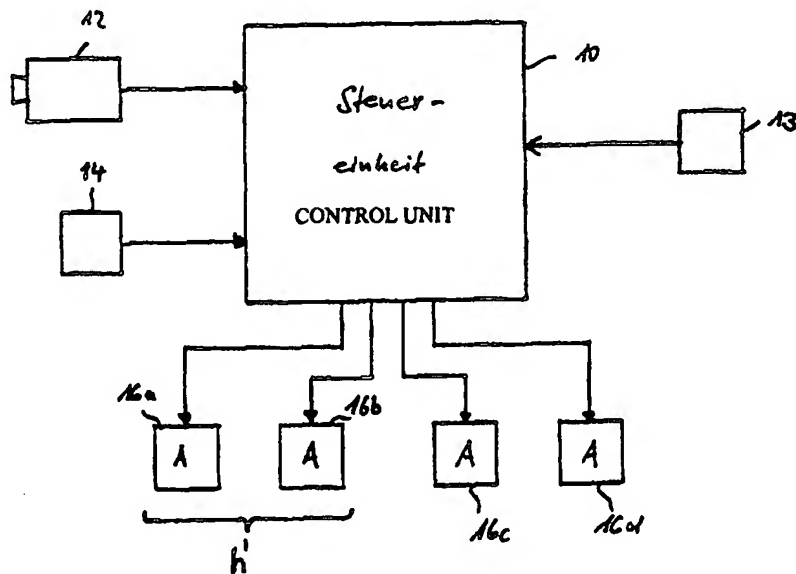 12
10
Steuer-
einheit
CONTROL UNIT
13
14
16a
16b
A
A
A
A
16c
16d
h'